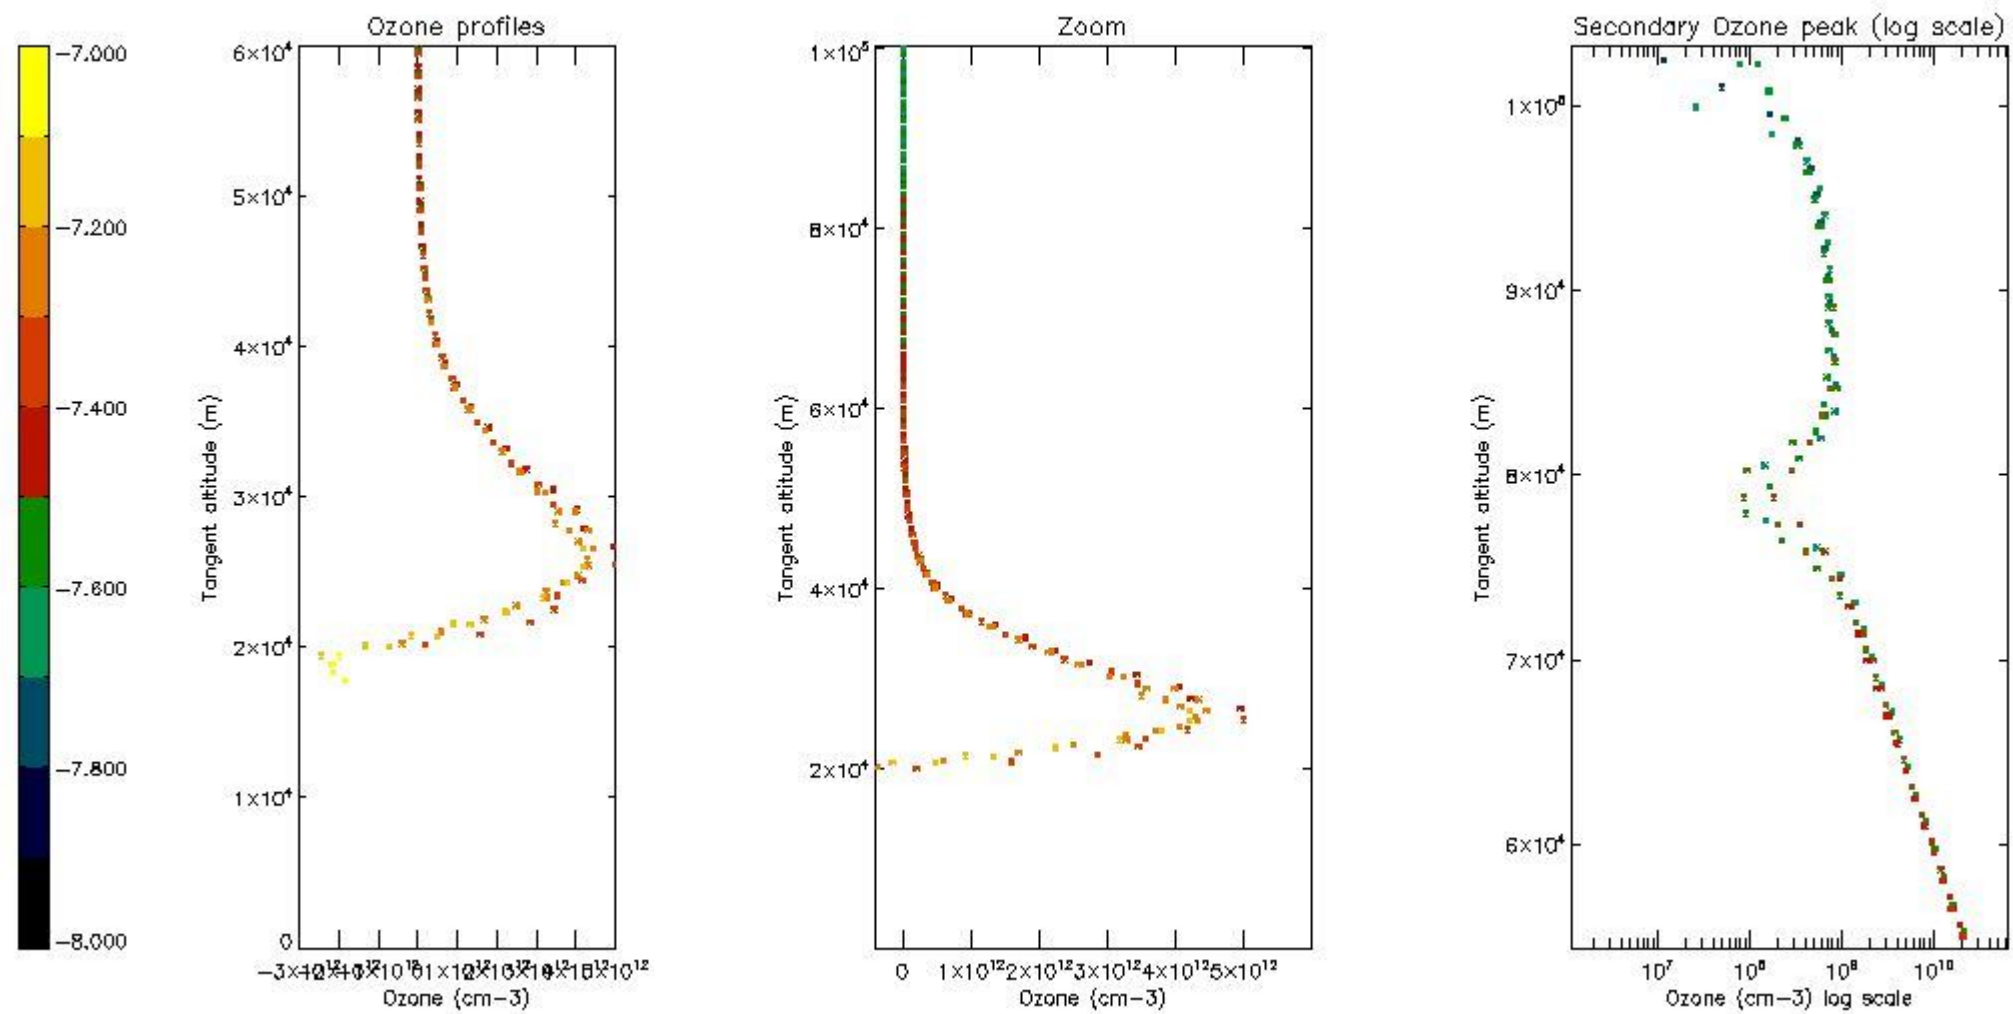 Ozone profiles
Zoom
Secondary Ozone peak (log scale)
−7.000
−7.200
−7.400
−7.600
−7.800
−8.000
Tangent altitude (m)
6×10⁴
5×10⁴
4×10⁴
3×10⁴
2×10⁴
1×10⁴
0
5×10¹²
Ozone (cm−3)
Tangent altitude (m)
1×10⁵
8×10⁴
6×10⁴
4×10⁴
2×10⁴
0 1×10¹² 2×10¹² 3×10¹² 4×10¹² 5×10¹²
Ozone (cm−3)
Tangent altitude (m)
1×10⁵
9×10⁴
8×10⁴
7×10⁴
6×10⁴
10⁷ 10⁸ 10⁹ 10¹⁰
Ozone (cm−3) log scale